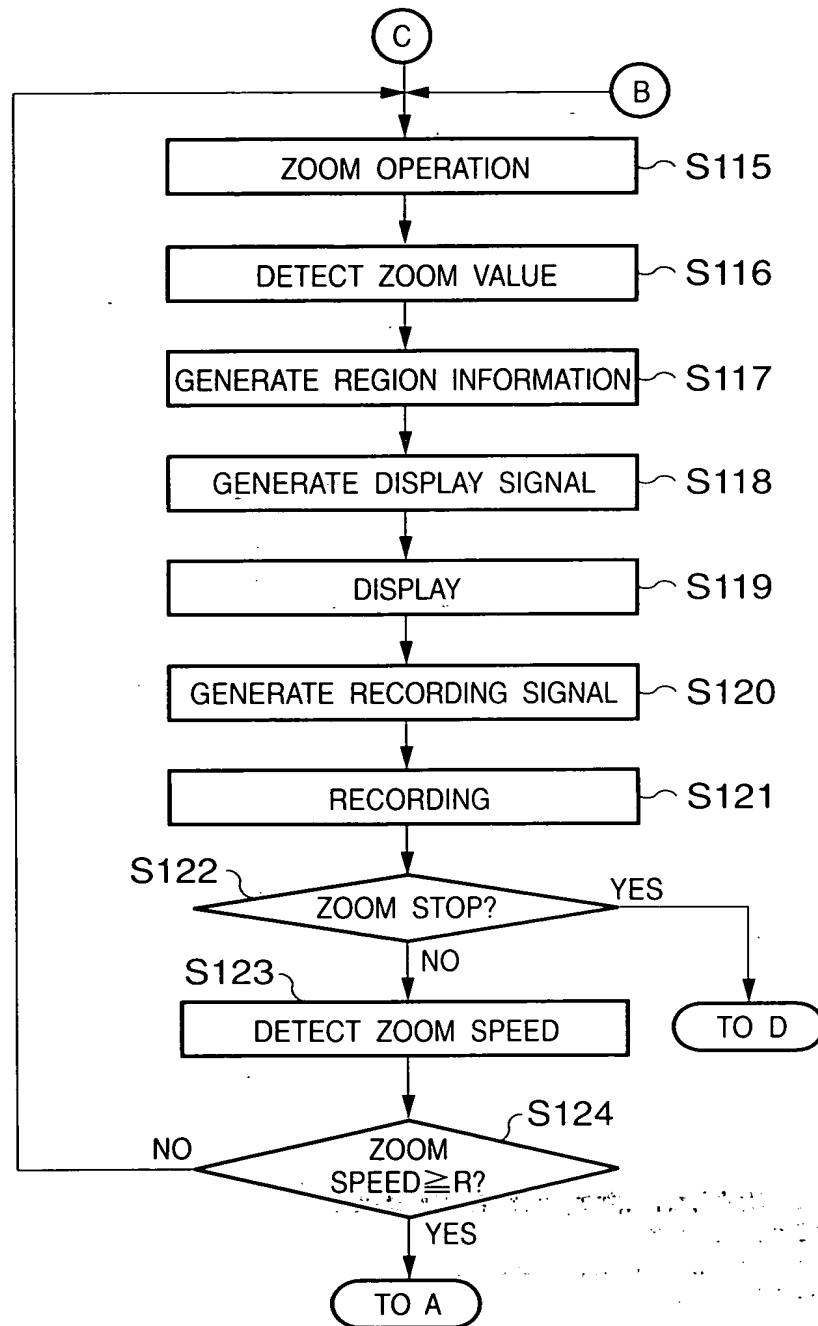 C
B
ZOOM OPERATION
S115
DETECT ZOOM VALUE
S116
GENERATE REGION INFORMATION
S117
GENERATE DISPLAY SIGNAL
S118
DISPLAY
S119
GENERATE RECORDING SIGNAL
S120
RECORDING
S121
S122
ZOOM STOP?
YES
NO
S123
DETECT ZOOM SPEED
TO D
S124
NO
ZOOM
SPEED≧R?
YES
TO A